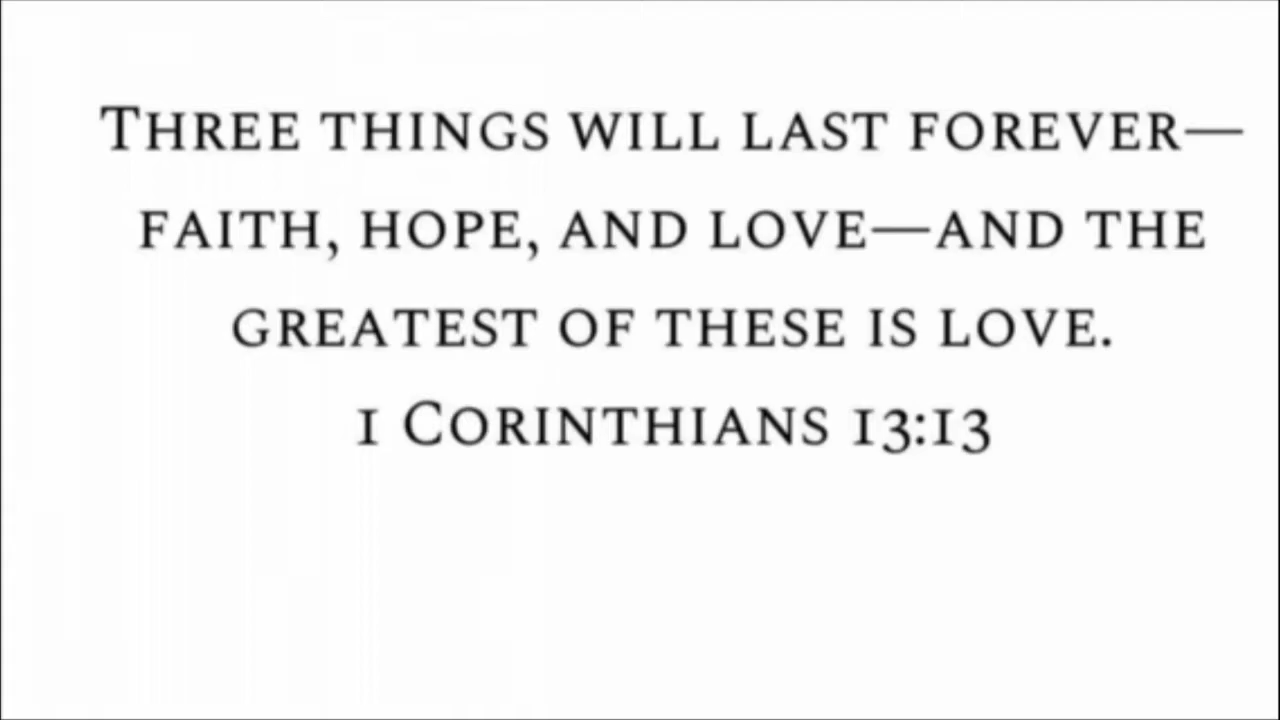 Three things will last forever—
faith, hope, and love—and the
greatest of these is love.
1 Corinthians 13:13